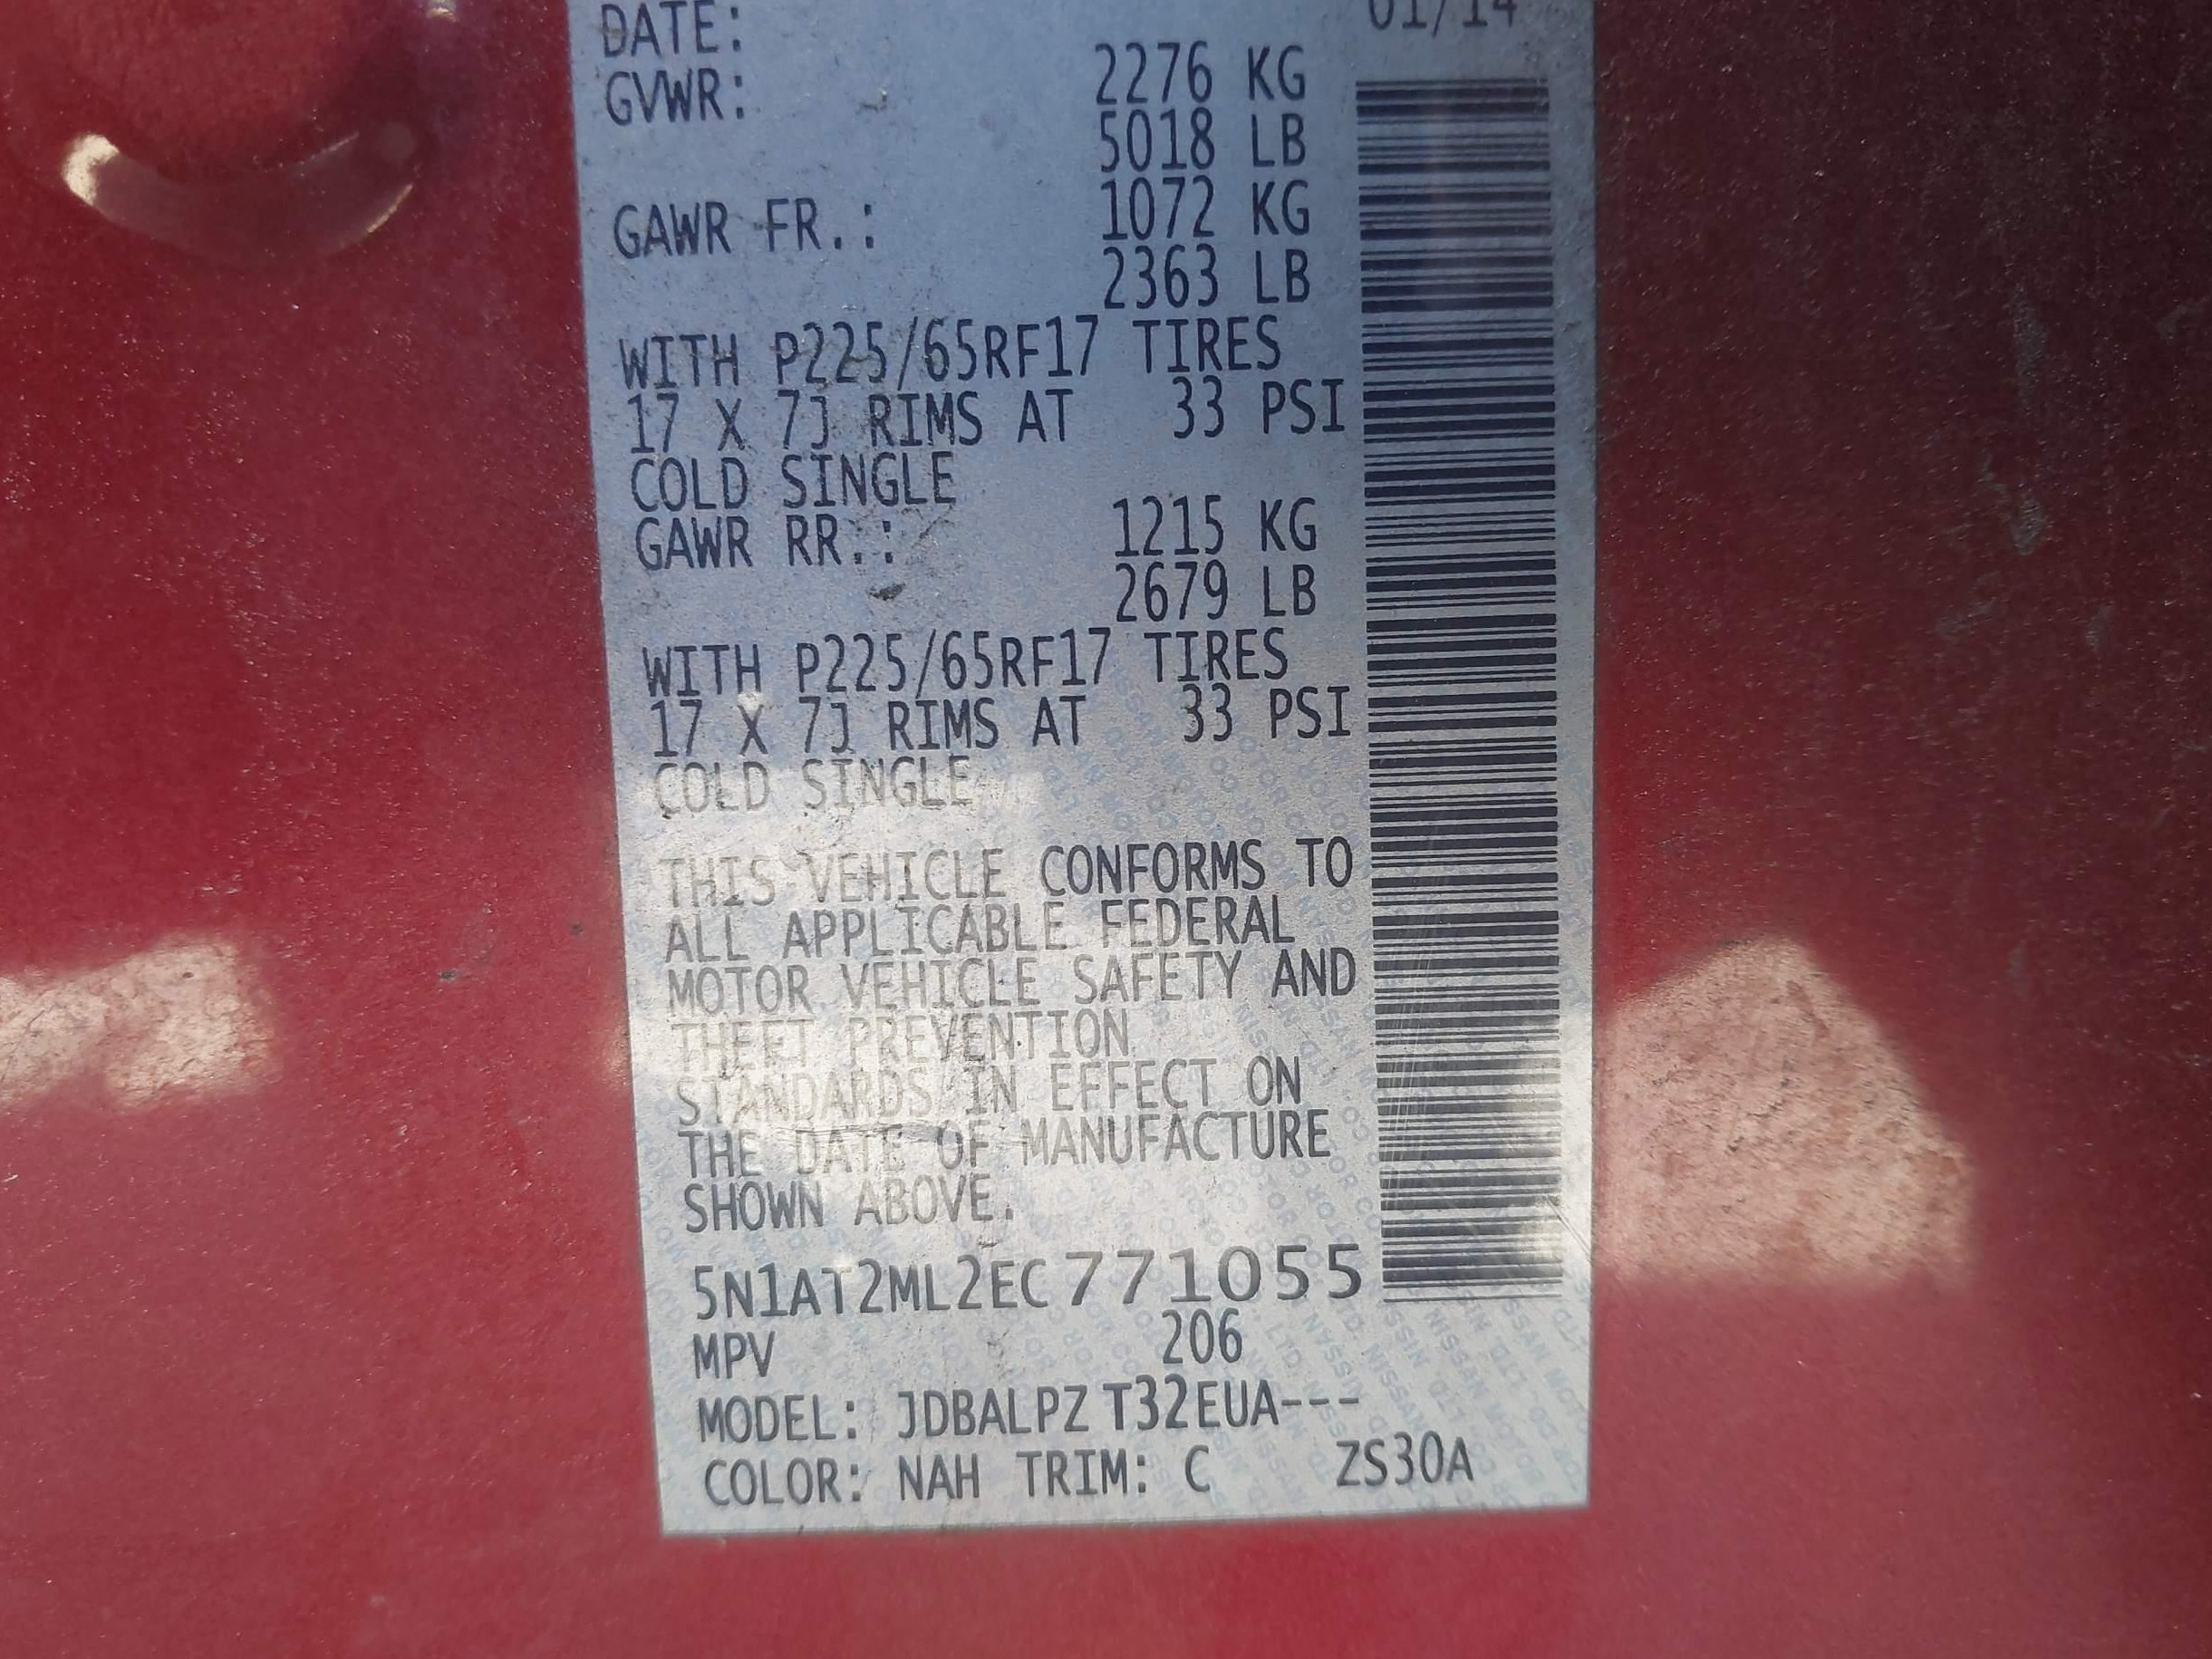 DATE: 01/14
GVWR: 2276 KG
5018 LB
GAWR FR.: 1072 KG
2363 LB
WITH P225/65RF17 TIRES
17 X 7J RIMS AT 33 PSI
COLD SINGLE
GAWR RR.: 1215 KG
2679 LB
WITH P225/65RF17 TIRES
17 X 7J RIMS AT 33 PSI
COLD SINGLE
THIS VEHICLE CONFORMS TO
ALL APPLICABLE FEDERAL
MOTOR VEHICLE SAFETY AND
THEFT PREVENTION
STANDARDS IN EFFECT ON
THE DATE OF MANUFACTURE
SHOWN ABOVE.
5N1AT2ML2EC771055
MPV 206
MODEL: JDBALPZ T32EUA---
COLOR: NAH TRIM: C ZS30A